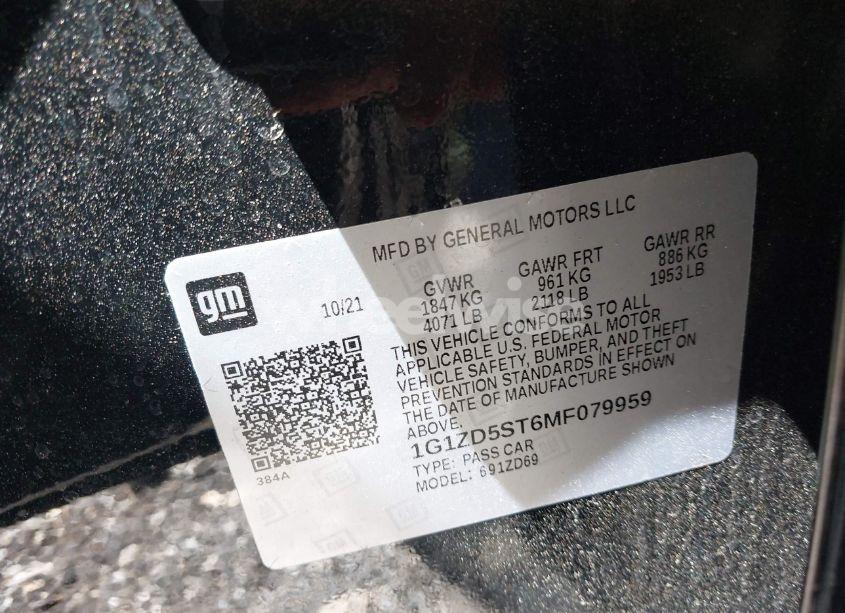 MFD BY GENERAL MOTORS LLC
gm
10/21
GVWR GAWR FRT GAWR RR
1847 KG 961 KG 886 KG
4071 LB 2118 LB 1953 LB
THIS VEHICLE CONFORMS TO ALL
APPLICABLE U.S. FEDERAL MOTOR
VEHICLE SAFETY, BUMPER, AND THEFT
PREVENTION STANDARDS IN EFFECT ON
THE DATE OF MANUFACTURE SHOWN
ABOVE.
1G1ZD5ST6MF079959
TYPE: PASS CAR
MODEL: 691ZD69
384A